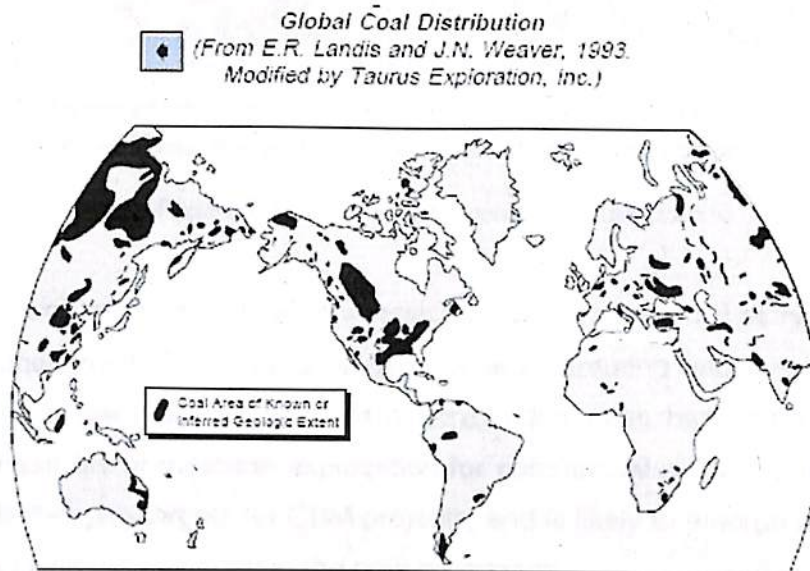 Global Coal Distribution
(From E.R. Landis and J.N. Weaver, 1993.
Modified by Taurus Exploration, Inc.)
Coal Area of Known or
Inferred Geologic Extent